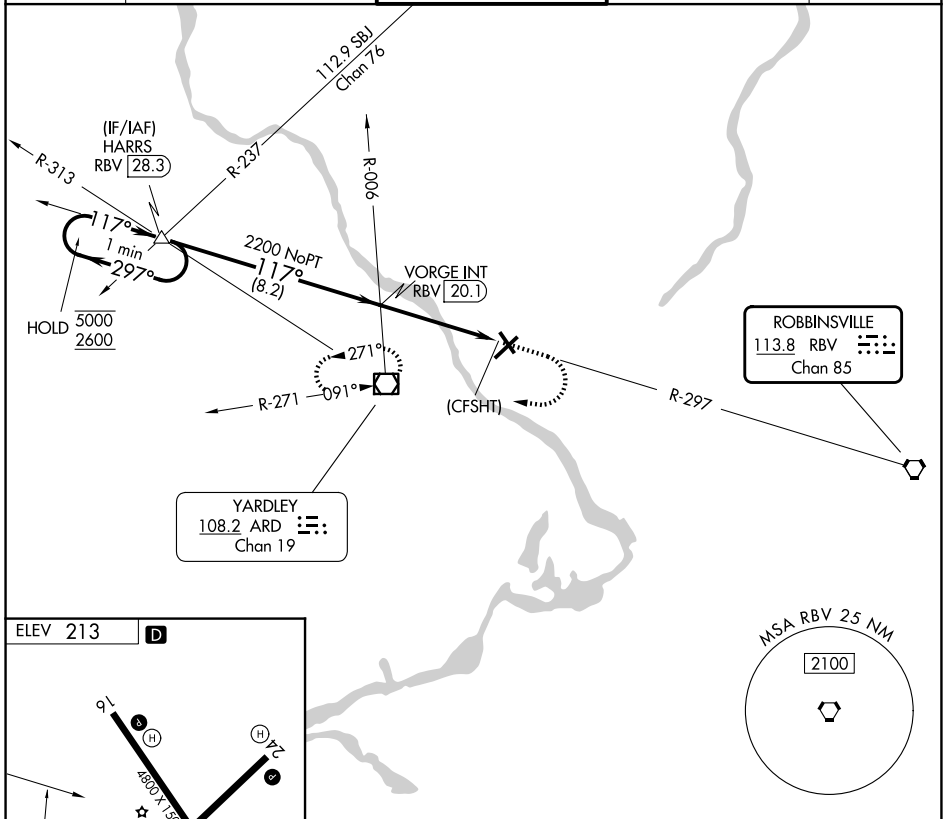 112.9 SBJ
Chan 76
(IF/IAF)
HARRS
RBV 28.3
R-313
R-237
R-006
117°
1 min
297°
2200 NoPT
117°
(8.2)
VORGE INT
RBV 20.1
HOLD 5000
2600
271°
R-271
091°
(CFSHT)
R-297
ROBBINSVILLE
113.8 RBV
Chan 85
YARDLEY
108.2 ARD
Chan 19
ELEV 213 D
16
P
H
H
24
P
MSA RBV 25 NM
2100